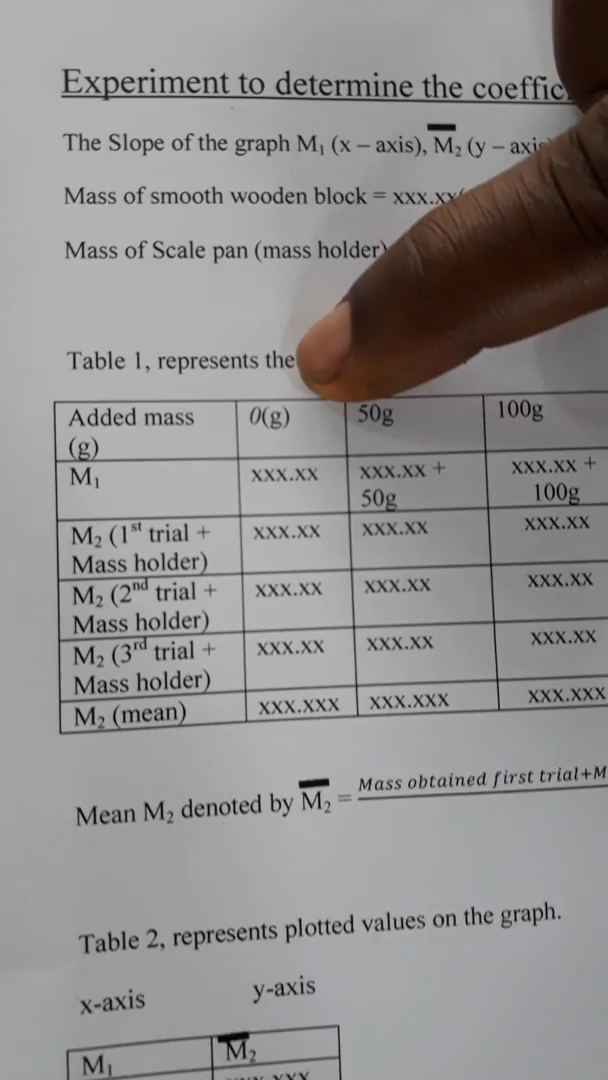 Experiment to determine the
The Slope of the graph M₁ (x – axis), M̅₂ (y – axis)
Mass of smooth wooden block = xxx.xx
Mass of Scale pan (mass holder)
Table 1, represents the
Added mass (g) 0(g) 50g 100g
M₁ xxx.xx xxx.xx + 50g xxx.xx + 100g
M₂ (1ˢᵗ trial + Mass holder) xxx.xx xxx.xx xxx.xx
M₂ (2ⁿᵈ trial + Mass holder) xxx.xx xxx.xx xxx.xx
M₂ (3ʳᵈ trial + Mass holder) xxx.xx xxx.xx xxx.xx
M₂ (mean) xxx.xxx xxx.xxx xxx.xxx
Mean M₂ denoted by M̅₂ = Mass obtained first trial+M
Table 2, represents plotted values on the graph.
x-axis y-axis
M₁ M̅₂